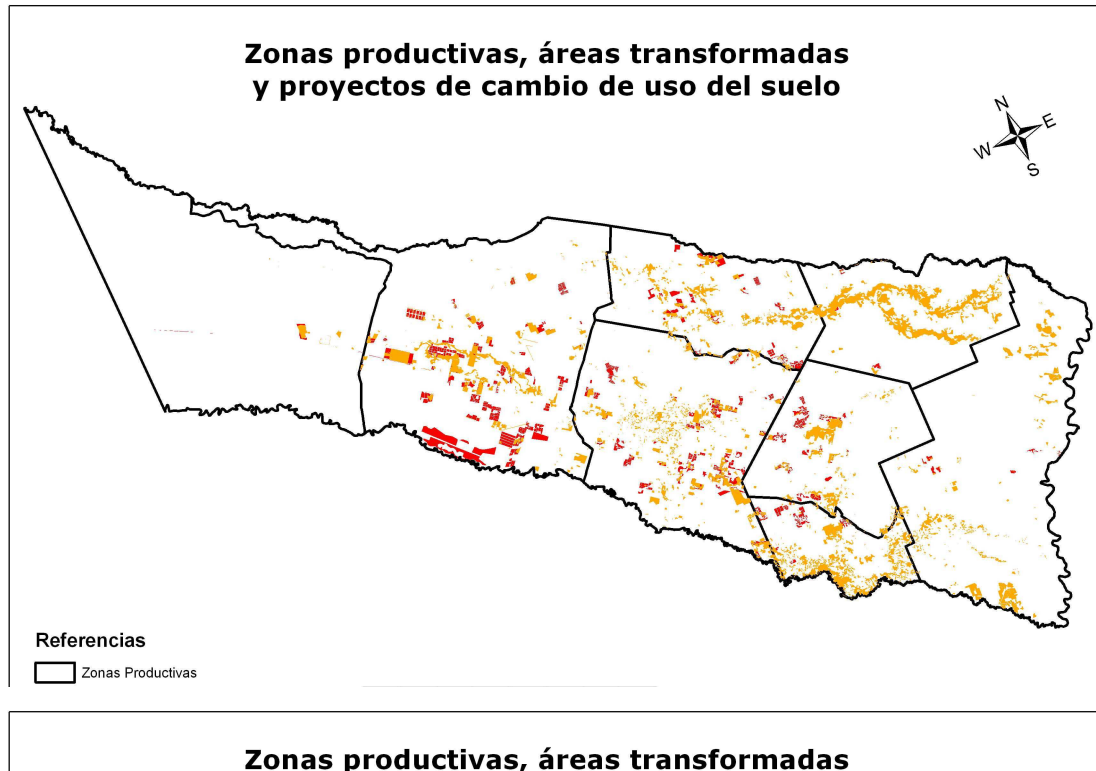 Zonas productivas, áreas transformadas
y proyectos de cambio de uso del suelo
N
E
W
S
Referencias
Zonas Productivas
Zonas productivas, áreas transformadas